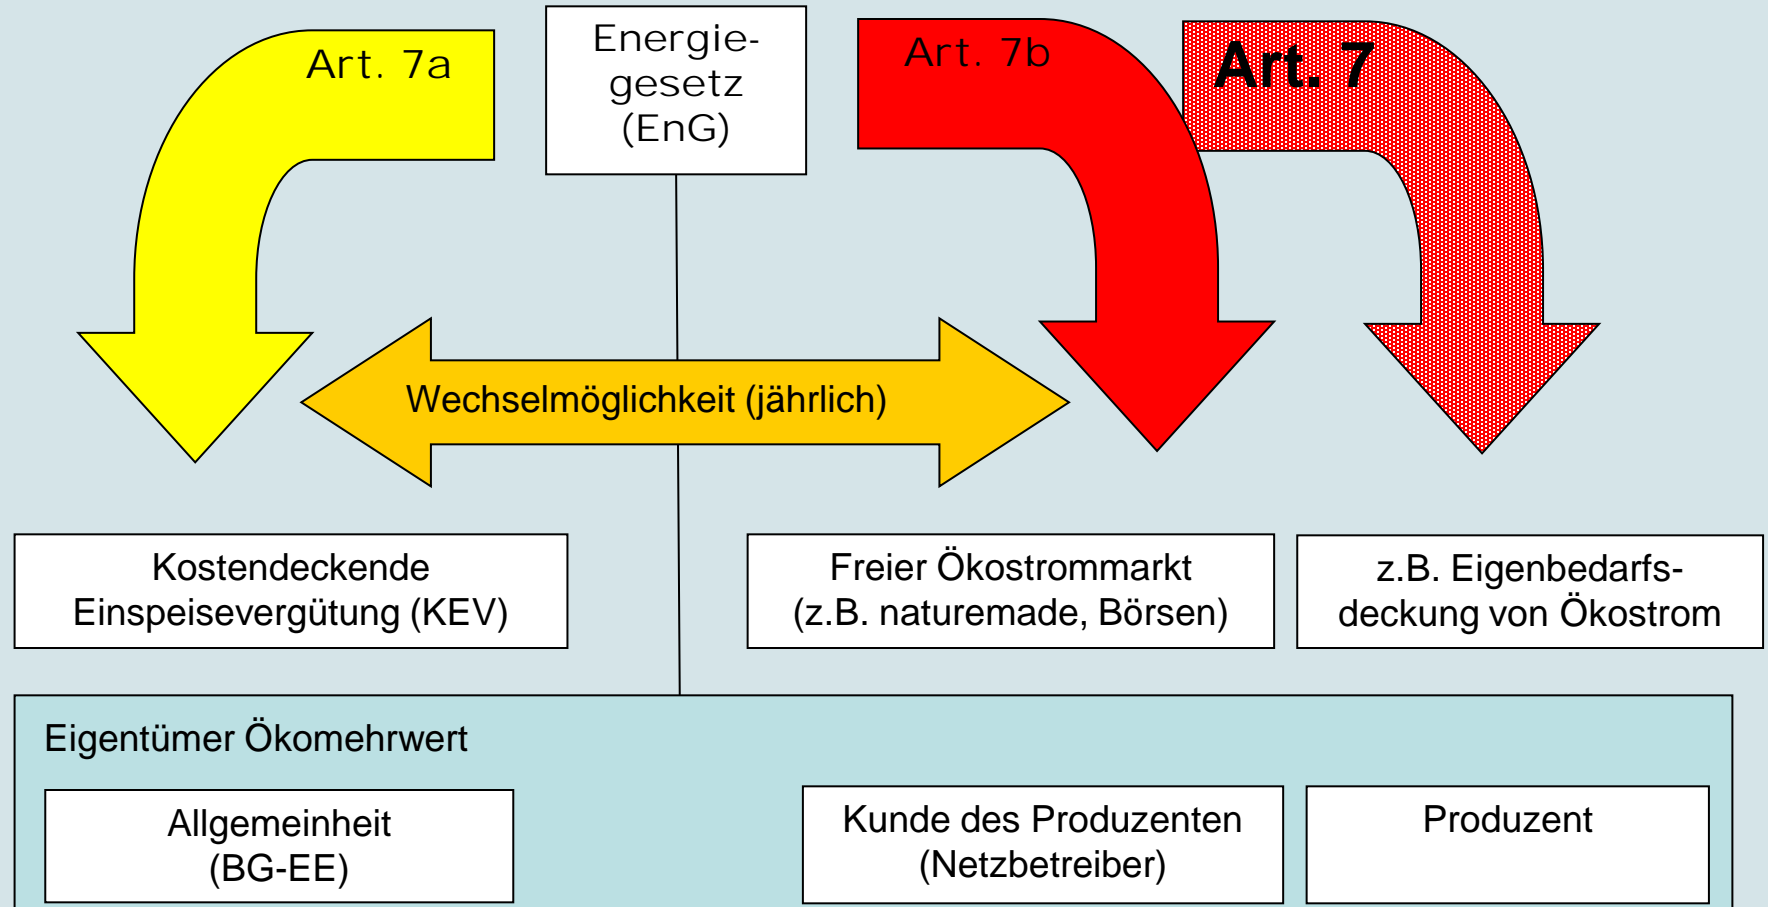 Art. 7a
Energie-
gesetz
(EnG)
Art. 7b
Art. 7
Wechselmöglichkeit (jährlich)
Kostendeckende
Einspeisevergütung (KEV)
Freier Ökostrommarkt
(z.B. naturemade, Börsen)
z.B. Eigenbedarfs-
deckung von Ökostrom
Eigentümer Ökomehrwert
Allgemeinheit
(BG-EE)
Kunde des Produzenten
(Netzbetreiber)
Produzent